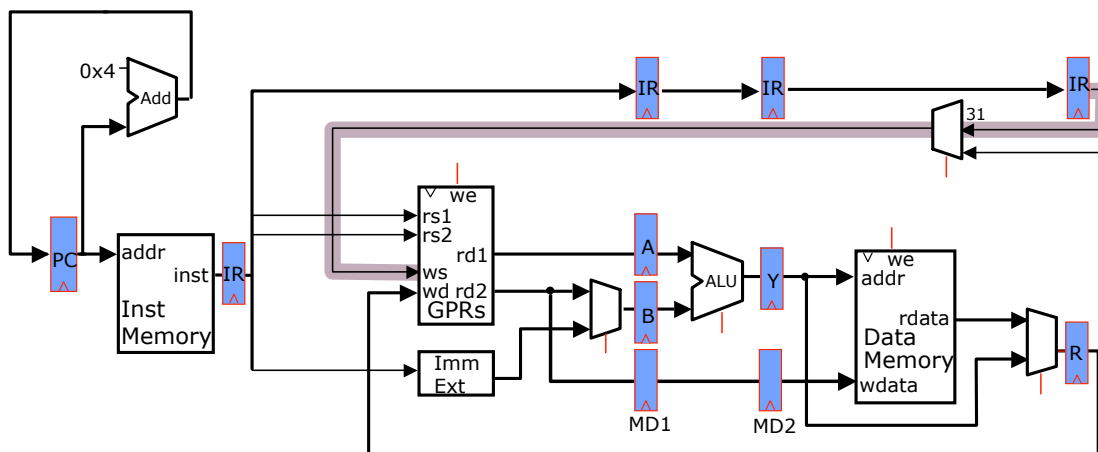 0x4
Add
IR
IR
IR
31
we
rs1
rs2
rd1
ws
wd rd2
GPRs
PC
addr
inst
Inst
Memory
IR
A
B
ALU
Y
we
addr
rdata
Data
Memory
wdata
R
Imm
Ext
MD1
MD2